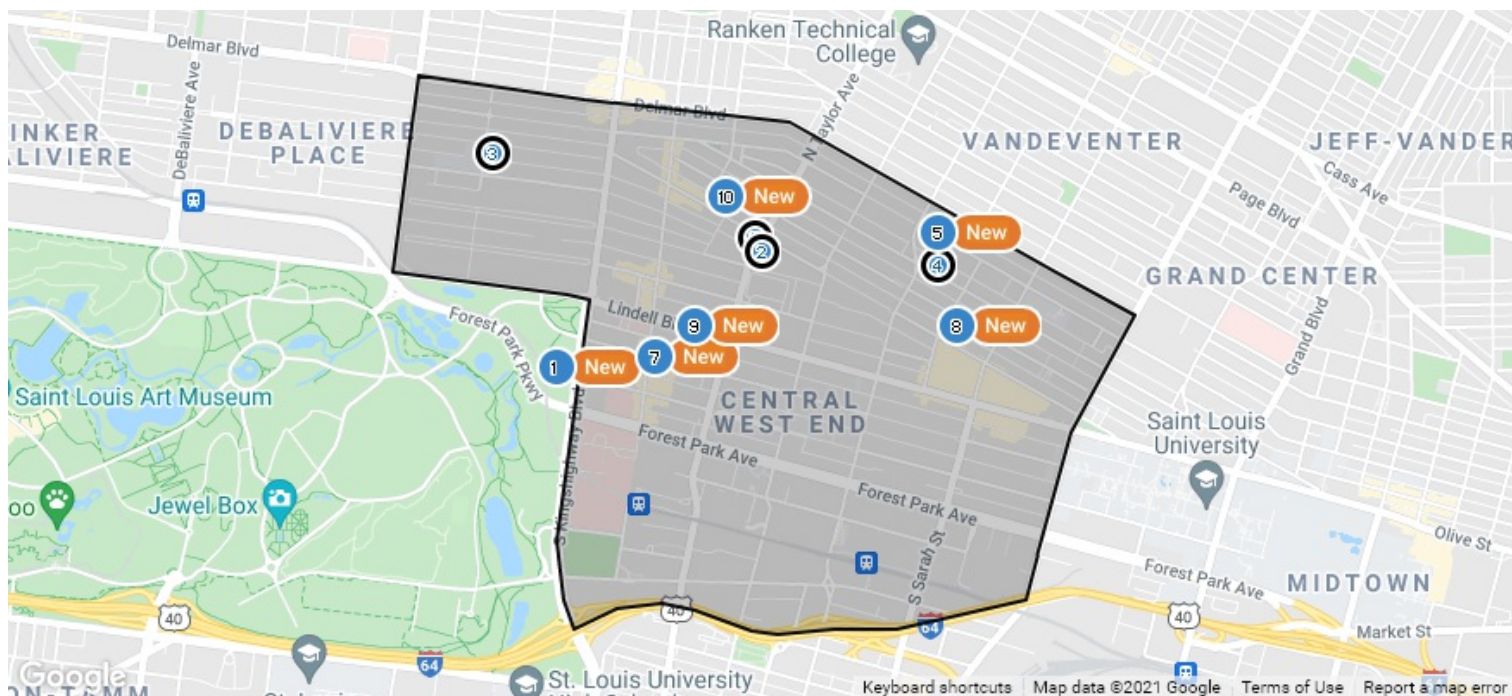 Ranken Technical
College
Delmar Blvd
DeBaliviere Ave
INKER
ALIVIERE
DEBALIVIERE
PLACE
Delmar Blvd
N Taylor Ave
VANDEVENTER
JEFF-VANDER
Cass Ave
Page Blvd
3
10 New
2
5 New
4
GRAND CENTER
Grand Blvd
Lindell B
9 New
8 New
7 New
1 New
Forest Park Pkwy
Saint Louis Art Museum
CENTRAL
WEST END
Saint Louis
University
Forest Park Ave
S Kingshighway Blvd
Forest Park Ave
oo
Jewel Box
Olive St
S Sarah St
Forest Park Ave
MIDTOWN
40
40
40
64
64
Market St
Google
St. Louis University
Keyboard shortcuts Map data ©2021 Google Terms of Use Report a map error